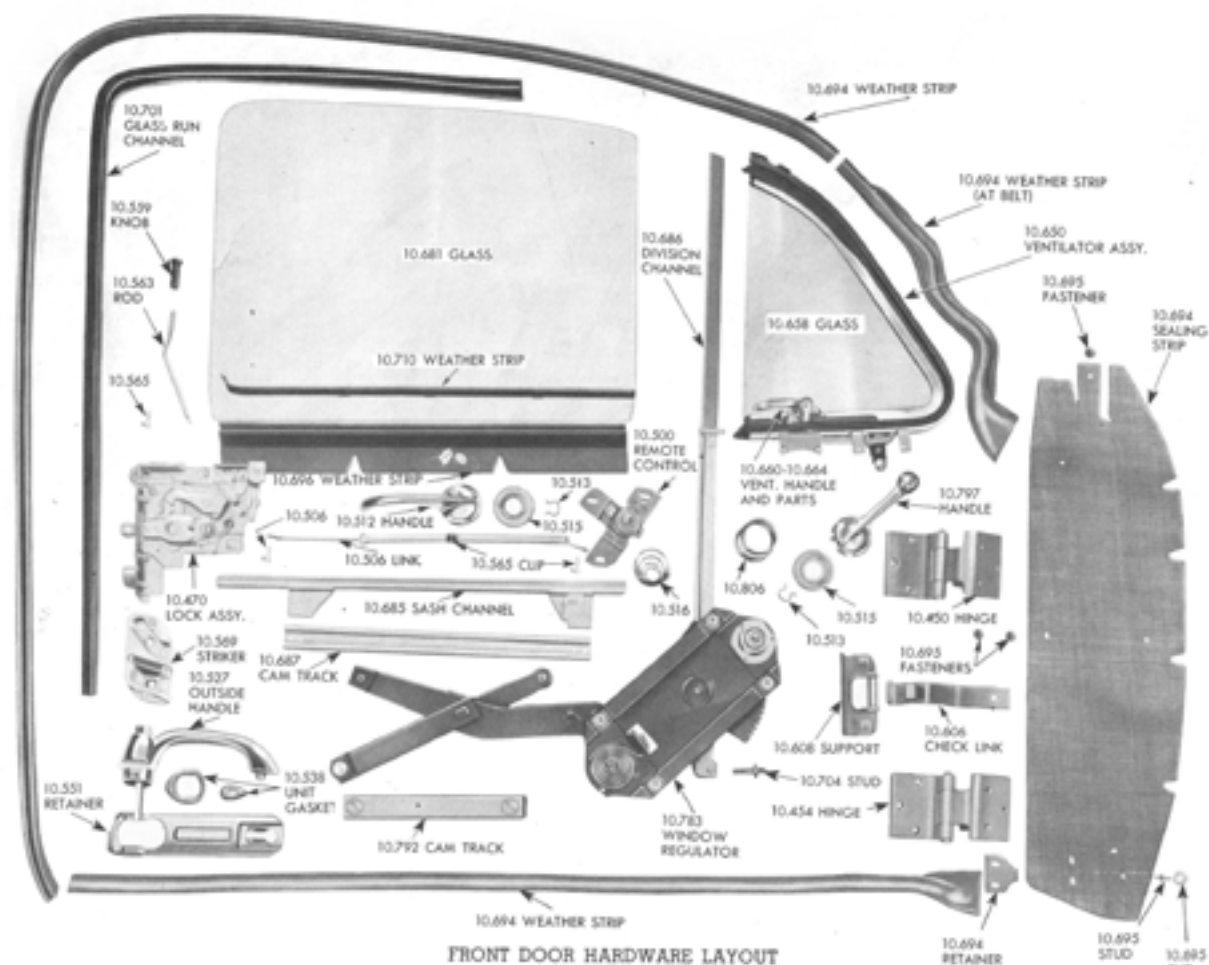 10.694 WEATHER STRIP
10.701
GLASS RUN
CHANNEL
10.694 WEATHER STRIP
(AT BELT)
10.559
KNOB
10.650
VENTILATOR ASSY.
10.681 GLASS
10.686
DIVISION
CHANNEL
10.563
ROD
10.695
FASTENER
10.694
SEALING
STRIP
10.658 GLASS
10.710 WEATHER STRIP
10.565
10.500
REMOTE
CONTROL
10.660-10.664
VENT. HANDLE
AND PARTS
10.696 WEATHER STRIP
10.513
10.797
HANDLE
10.506
10.512 HANDLE
10.515
10.506 LINK
10.565 CLIP
10.516
10.806
10.515
10.513
10.450 HINGE
10.470
LOCK ASSY.
10.685 SASH CHANNEL
10.569
STRIKER
10.687
CAM TRACK
10.695
FASTENERS
10.537
OUTSIDE
HANDLE
10.608 SUPPORT
10.606
CHECK LINK
10.538
UNIT
GASKET
10.704 STUD
10.551
RETAINER
10.454 HINGE
10.792 CAM TRACK
10.783
WINDOW
REGULATOR
10.694 WEATHER STRIP
10.694
RETAINER
10.695
STUD
10.695
FRONT DOOR HARDWARE LAYOUT